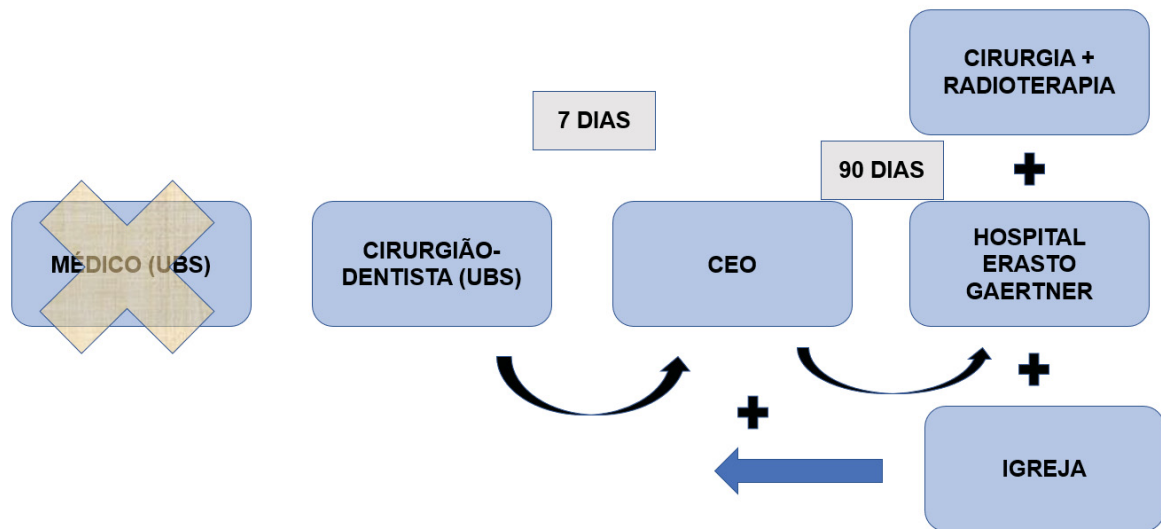 CIRURGIA +
RADIOTERAPIA
7 DIAS
90 DIAS
MÉDICO (UBS)
CIRURGIÃO-
DENTISTA (UBS)
CEO
HOSPITAL
ERASTO
GAERTNER
IGREJA